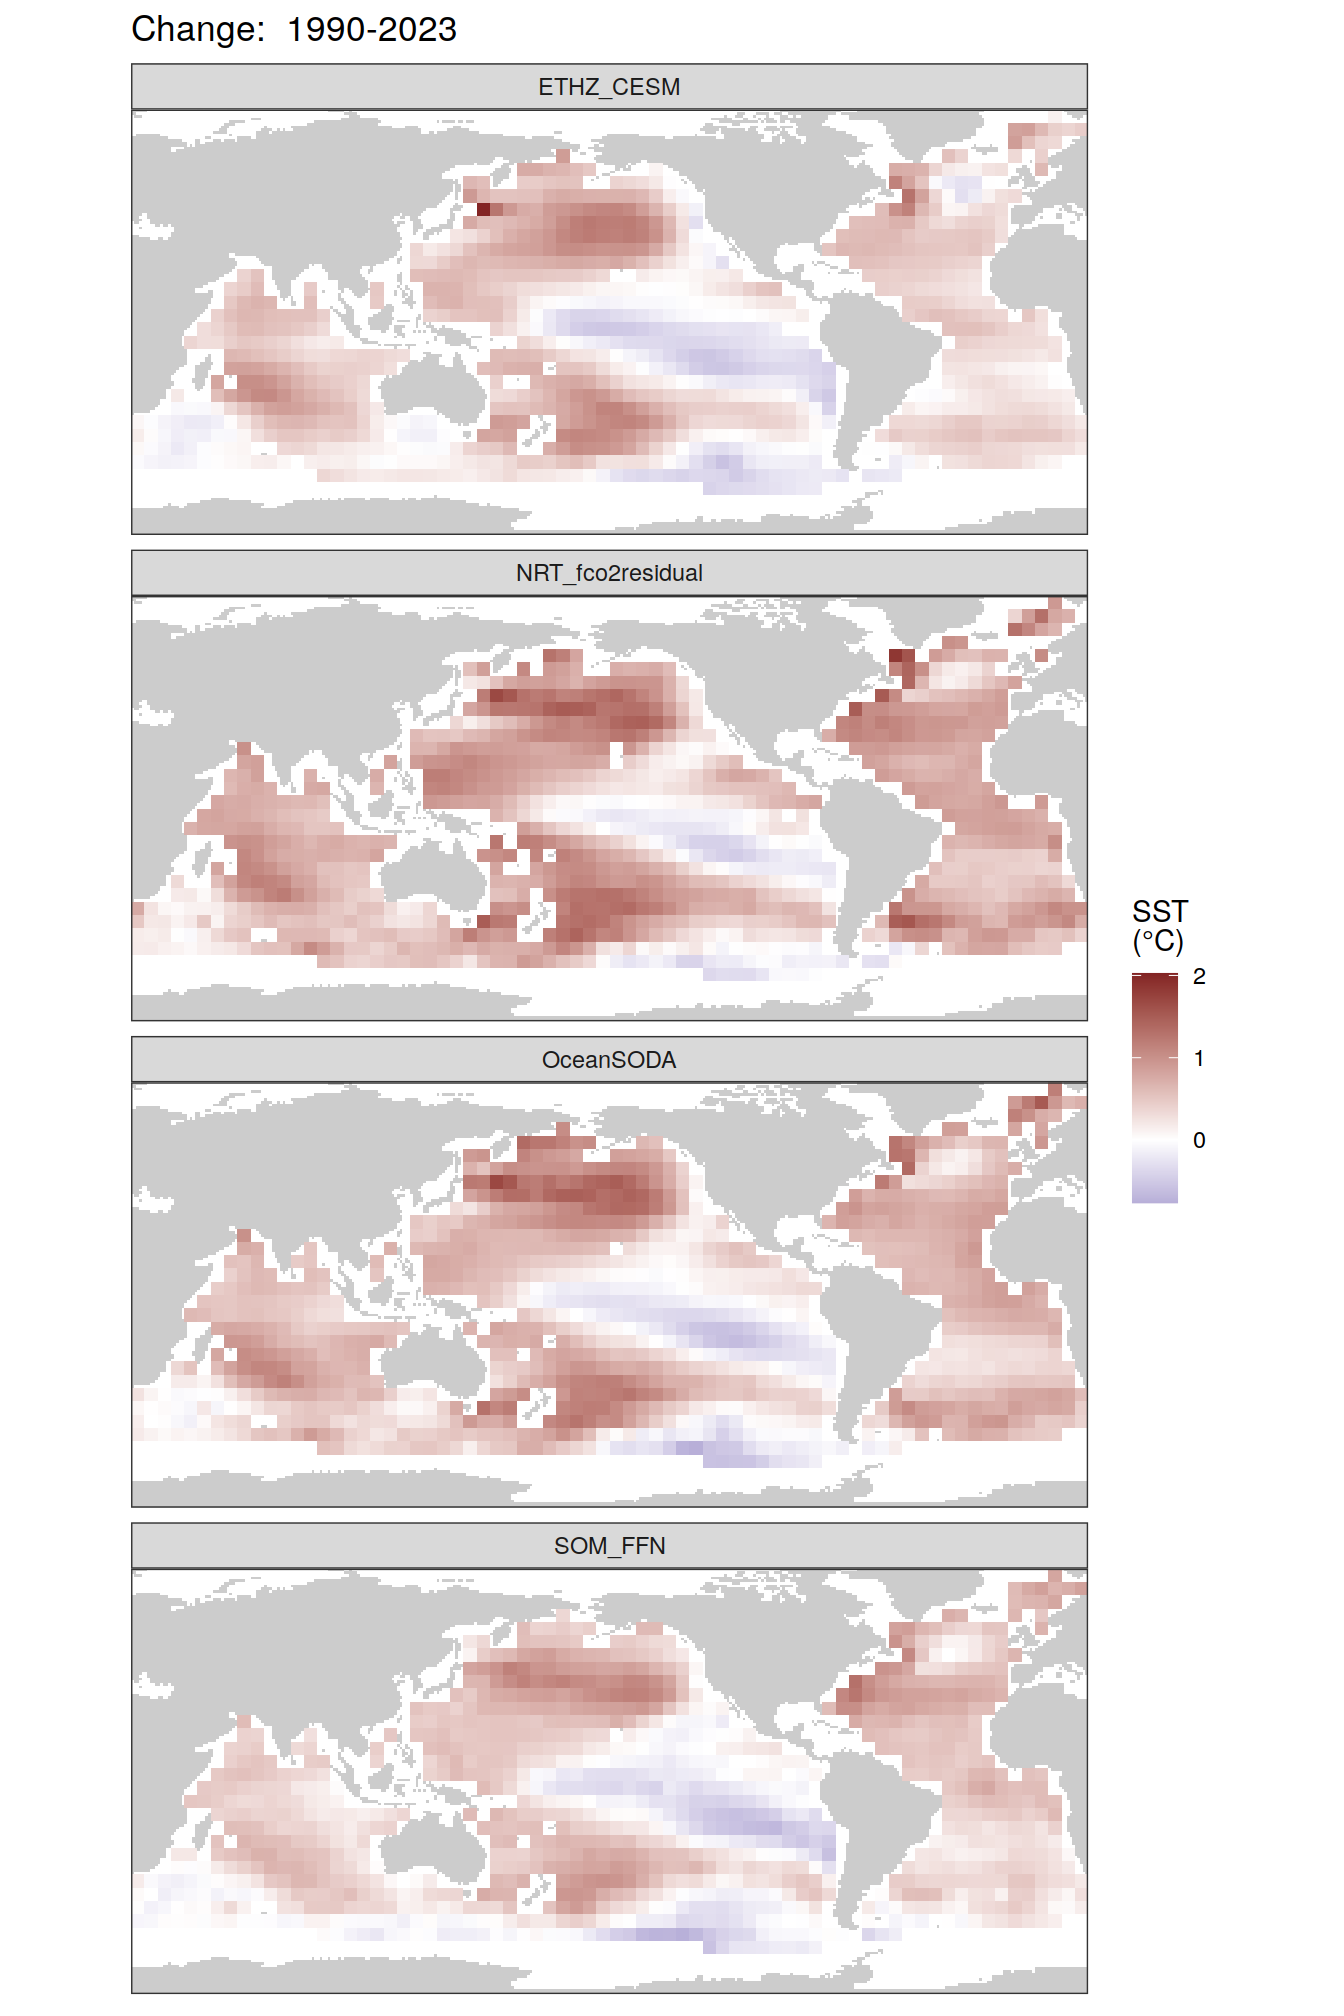 Change: 1990-2023
ETHZ_CESM
NRT_fco2residual
OceanSODA
SOM_FFN
SST
(°C)
2
1
0